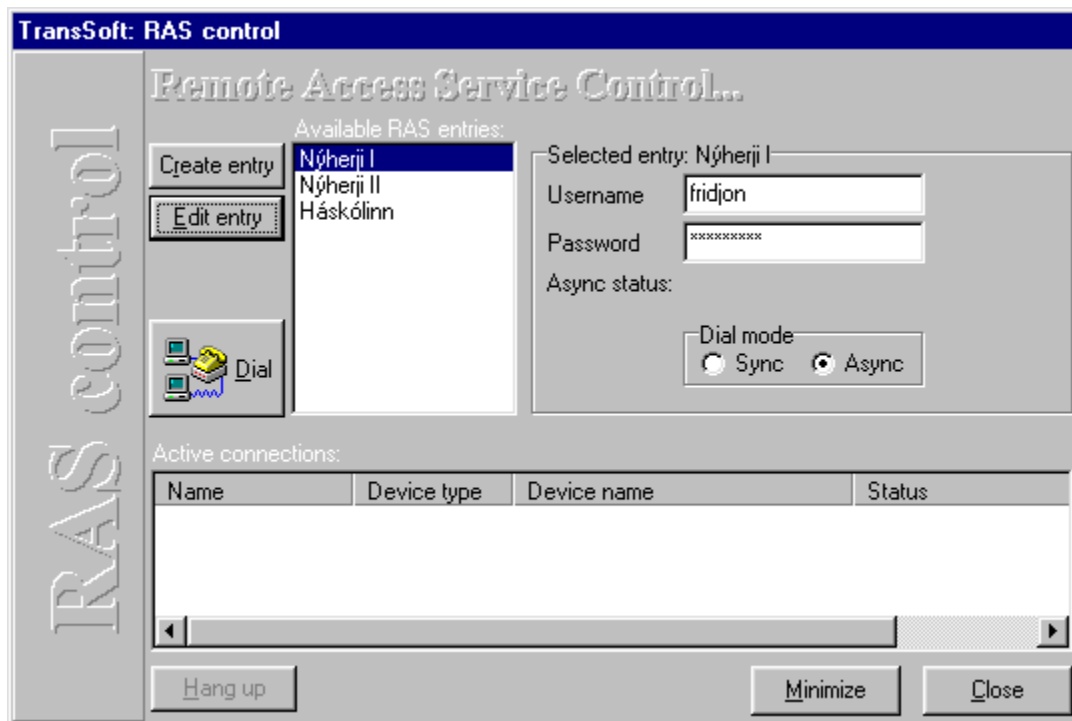 TransSoft: RAS control
RAS control
Remote Access Service Control...
Available RAS entries:
Create entry
Edit entry
Dial
Nýherji I
Nýherji II
Háskólinn
Selected entry: Nýherji I
Username fridjon
Password *********
Async status:
Dial mode
Sync Async
Active connections:
Name Device type Device name Status
Hang up Minimize Close